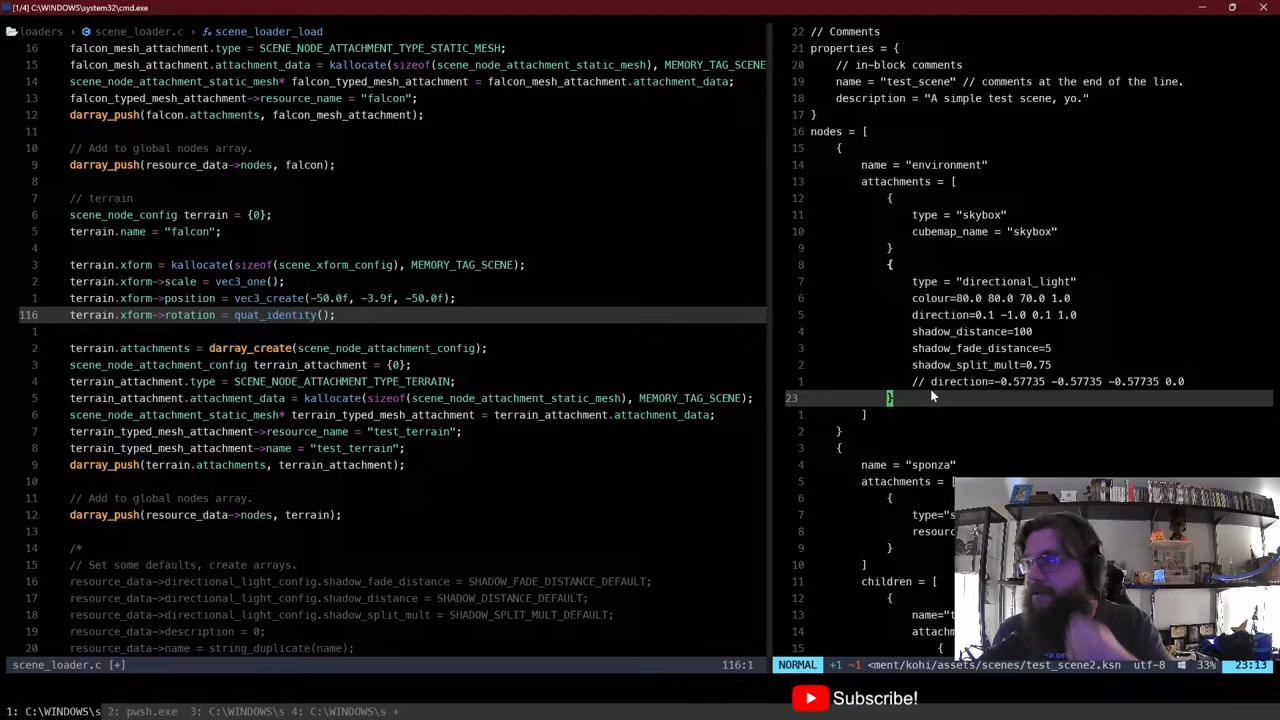 [1/4] C:\WINDOWS\system32\cmd.exe
loaders › C scene_loader.c › scene_loader_load
16 falcon_mesh_attachment.type = SCENE_NODE_ATTACHMENT_TYPE_STATIC_MESH;
15 falcon_mesh_attachment.attachment_data = kallocate(sizeof(scene_node_attachment_static_mesh), MEMORY_TAG_SCENE
14 scene_node_attachment_static_mesh* falcon_typed_mesh_attachment = falcon_mesh_attachment.attachment_data;
13 falcon_typed_mesh_attachment->resource_name = "falcon";
12 darray_push(falcon.attachments, falcon_mesh_attachment);
11
10 // Add to global nodes array.
9 darray_push(resource_data->nodes, falcon);
8
7 // terrain
6 scene_node_config terrain = {0};
5 terrain.name = "falcon";
4
3 terrain.xform = kallocate(sizeof(scene_xform_config), MEMORY_TAG_SCENE);
2 terrain.xform->scale = vec3_one();
1 terrain.xform->position = vec3_create(-50.0f, -3.9f, -50.0f);
116 terrain.xform->rotation = quat_identity();
1
2 terrain.attachments = darray_create(scene_node_attachment_config);
3 scene_node_attachment_config terrain_attachment = {0};
4 terrain_attachment.type = SCENE_NODE_ATTACHMENT_TYPE_TERRAIN;
5 terrain_attachment.attachment_data = kallocate(sizeof(scene_node_attachment_static_mesh), MEMORY_TAG_SCENE);
6 scene_node_attachment_static_mesh* terrain_typed_mesh_attachment = terrain_attachment.attachment_data;
7 terrain_typed_mesh_attachment->resource_name = "test_terrain";
8 terrain_typed_mesh_attachment->name = "test_terrain";
9 darray_push(terrain.attachments, terrain_attachment);
10
11 // Add to global nodes array.
12 darray_push(resource_data->nodes, terrain);
13
14 /*
15 // Set some defaults, create arrays.
16 resource_data->directional_light_config.shadow_fade_distance = SHADOW_FADE_DISTANCE_DEFAULT;
17 resource_data->directional_light_config.shadow_distance = SHADOW_DISTANCE_DEFAULT;
18 resource_data->directional_light_config.shadow_split_mult = SHADOW_SPLIT_MULT_DEFAULT;
19 resource_data->description = 0;
20 resource_data->name = string_duplicate(name);
scene_loader.c [+] 116:1
22 // Comments
21 properties = {
20 // in-block comments
19 name = "test_scene" // comments at the end of the line.
18 description = "A simple test scene, yo."
17 }
16 nodes = [
15 {
14 name = "environment"
13 attachments = [
12 {
11 type = "skybox"
10 cubemap_name = "skybox"
9 }
8 {
7 type = "directional_light"
6 colour=80.0 80.0 70.0 1.0
5 direction=0.1 -1.0 0.1 1.0
4 shadow_distance=100
3 shadow_fade_distance=5
2 shadow_split_mult=0.75
1 // direction=-0.57735 -0.57735 -0.57735 0.0
23 }
1 ]
2 }
3 {
4 name = "sponza"
5 attachments = [
6 {
7 type="s
8 resour
9 }
10 ]
11 children = [
12 {
13 name="t
14 attachm
15 {
NORMAL +1 ~1 <ment/kohi/assets/scenes/test_scene2.ksn utf-8 33% 23:13
Subscribe!
1: C:\WINDOWS\s 2: pwsh.exe 3: C:\WINDOWS\s 4: C:\WINDOWS\s +